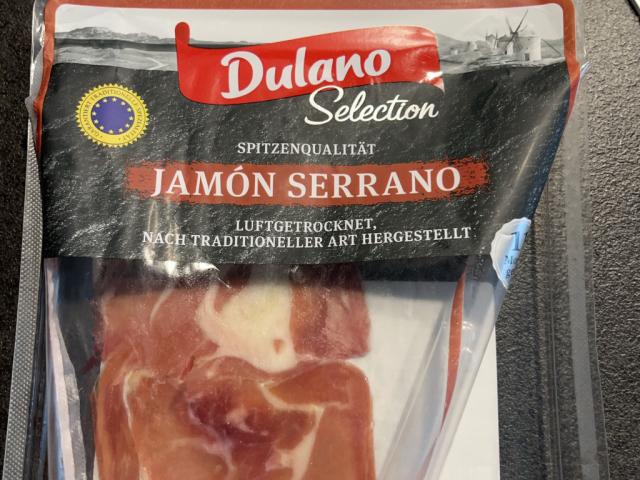 Dulano
Selection
SPITZENQUALITÄT
JAMÓN SERRANO
LUFTGETROCKNET,
NACH TRADITIONELLER ART HERGESTELLT